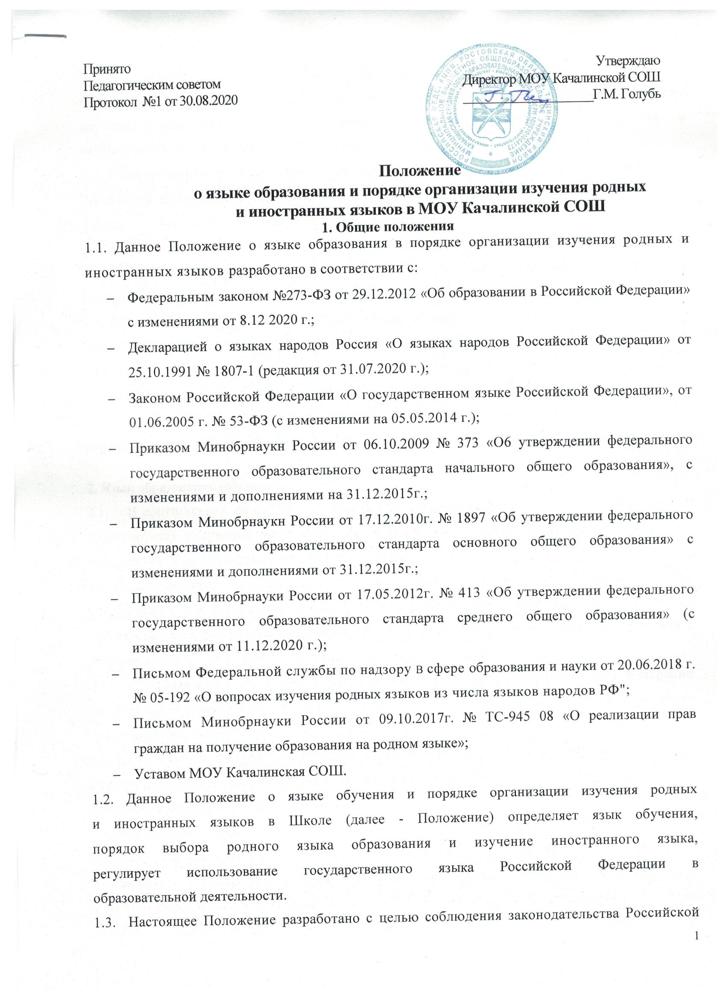 Принято
Педагогическим советом
Протокол №1 от 30.08.2020
Утверждаю
Директор МОУ Качалинской СОШ
Г.М. Голубь
Положение
о языке образования и порядке организации изучения родных
и иностранных языков в МОУ Качалинской СОШ
1. Общие положения
1.1. Данное Положение о языке образования в порядке организации изучения родных и
иностранных языков разработано в соответствии с:
– Федеральным законом №273-ФЗ от 29.12.2012 «Об образовании в Российской Федерации»
с изменениями от 8.12 2020 г.;
– Декларацией о языках народов Россия «О языках народов Российской Федерации» от
25.10.1991 № 1807-1 (редакция от 31.07.2020 г.);
– Законом Российской Федерации «О государственном языке Российской Федерации», от
01.06.2005 г. № 53-ФЗ (с изменениями на 05.05.2014 г.);
– Приказом Минобрнаукн России от 06.10.2009 № 373 «Об утверждении федерального
государственного образовательного стандарта начального общего образования», с
изменениями и дополнениями на 31.12.2015г.;
– Приказом Минобрнаукн России от 17.12.2010г. № 1897 «Об утверждении федерального
государственного образовательного стандарта основного общего образования» с
изменениями и дополнениями от 31.12.2015г.;
– Приказом Минобрнауки России от 17.05.2012г. № 413 «Об утверждении федерального
государственного образовательного стандарта среднего общего образования» (с
изменениями от 11.12.2020 г.);
– Письмом Федеральной службы по надзору в сфере образования и науки от 20.06.2018 г.
№ 05-192 «О вопросах изучения родных языков из числа языков народов РФ";
– Письмом Минобрнауки России от 09.10.2017г. № ТС-945 08 «О реализации прав
граждан на получение образования на родном языке»;
– Уставом МОУ Качалинская СОШ.
1.2. Данное Положение о языке обучения и порядке организации изучения родных
и иностранных языков в Школе (далее - Положение) определяет язык обучения,
порядок выбора родного языка образования и изучение иностранного языка,
регулирует использование государственного языка Российской Федерации в
образовательной деятельности.
1.3. Настоящее Положение разработано с целью соблюдения законодательства Российской
1